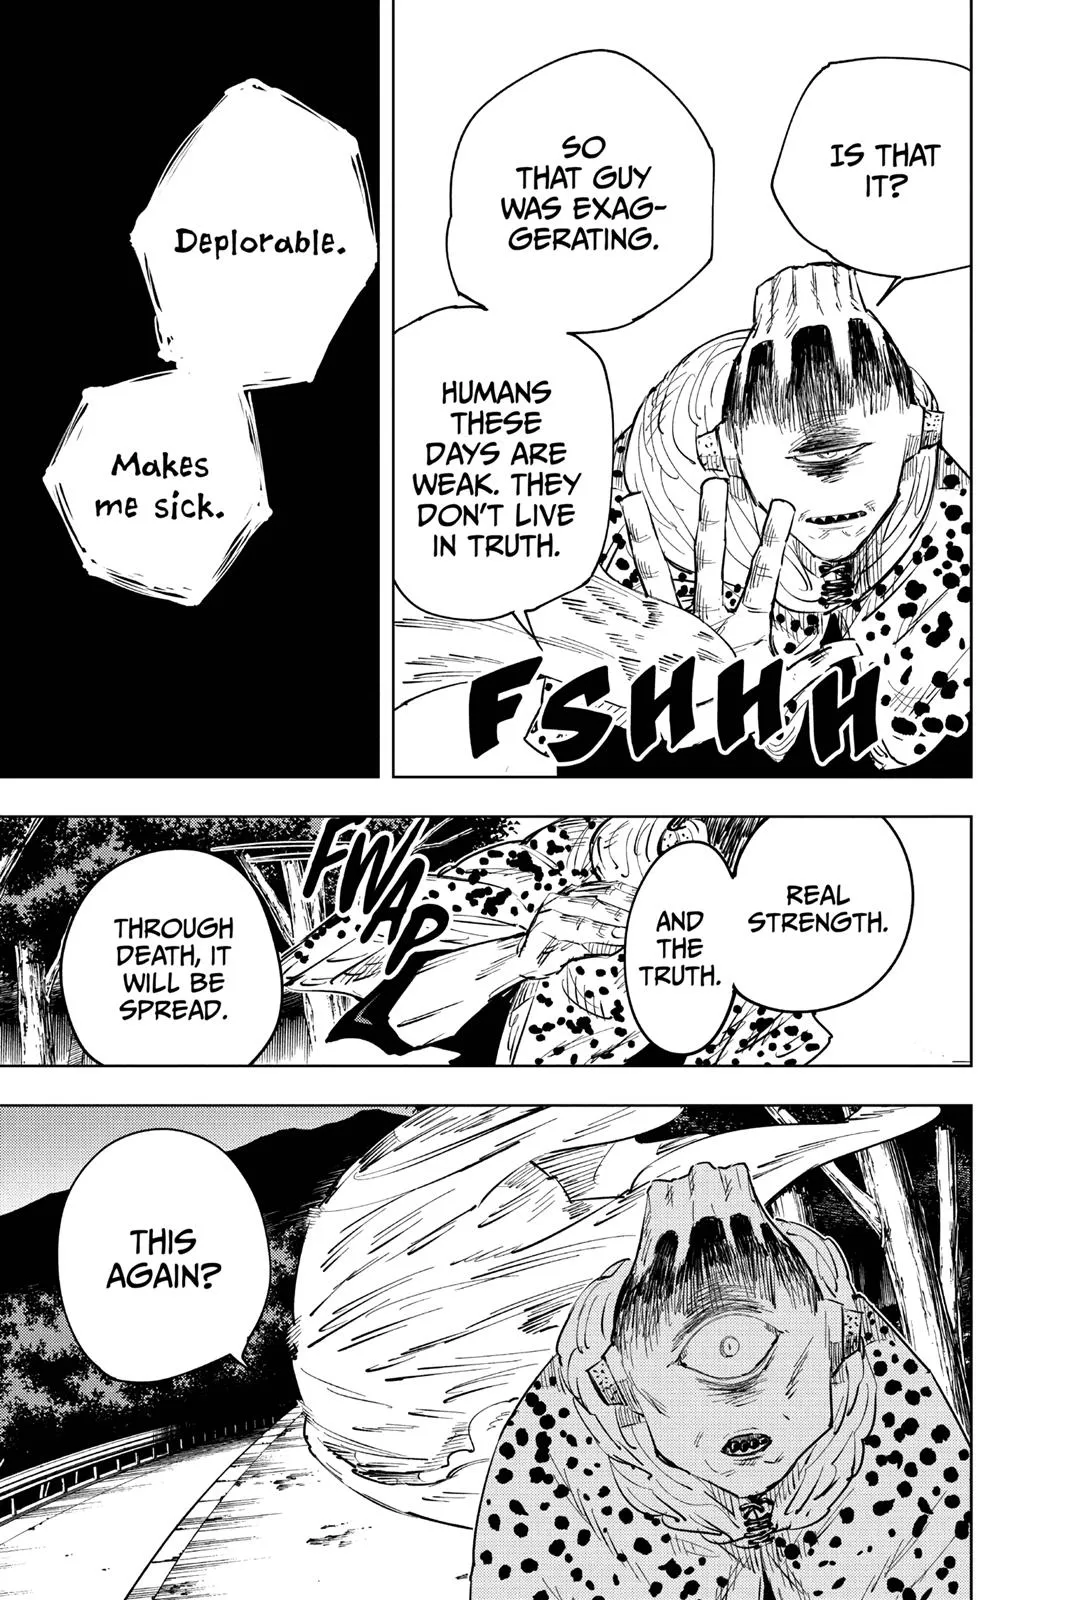 IS THAT
IT?
SO
THAT GUY
WAS EXAG-
GERATING.
HUMANS
THESE
DAYS ARE
WEAK. THEY
DON'T LIVE
IN TRUTH.
FSHHH
Deplorable.
Makes
me sick.
REAL
STRENGTH.
AND
THE
TRUTH.
FWAP
THROUGH
DEATH, IT
WILL BE
SPREAD.
THIS
AGAIN?